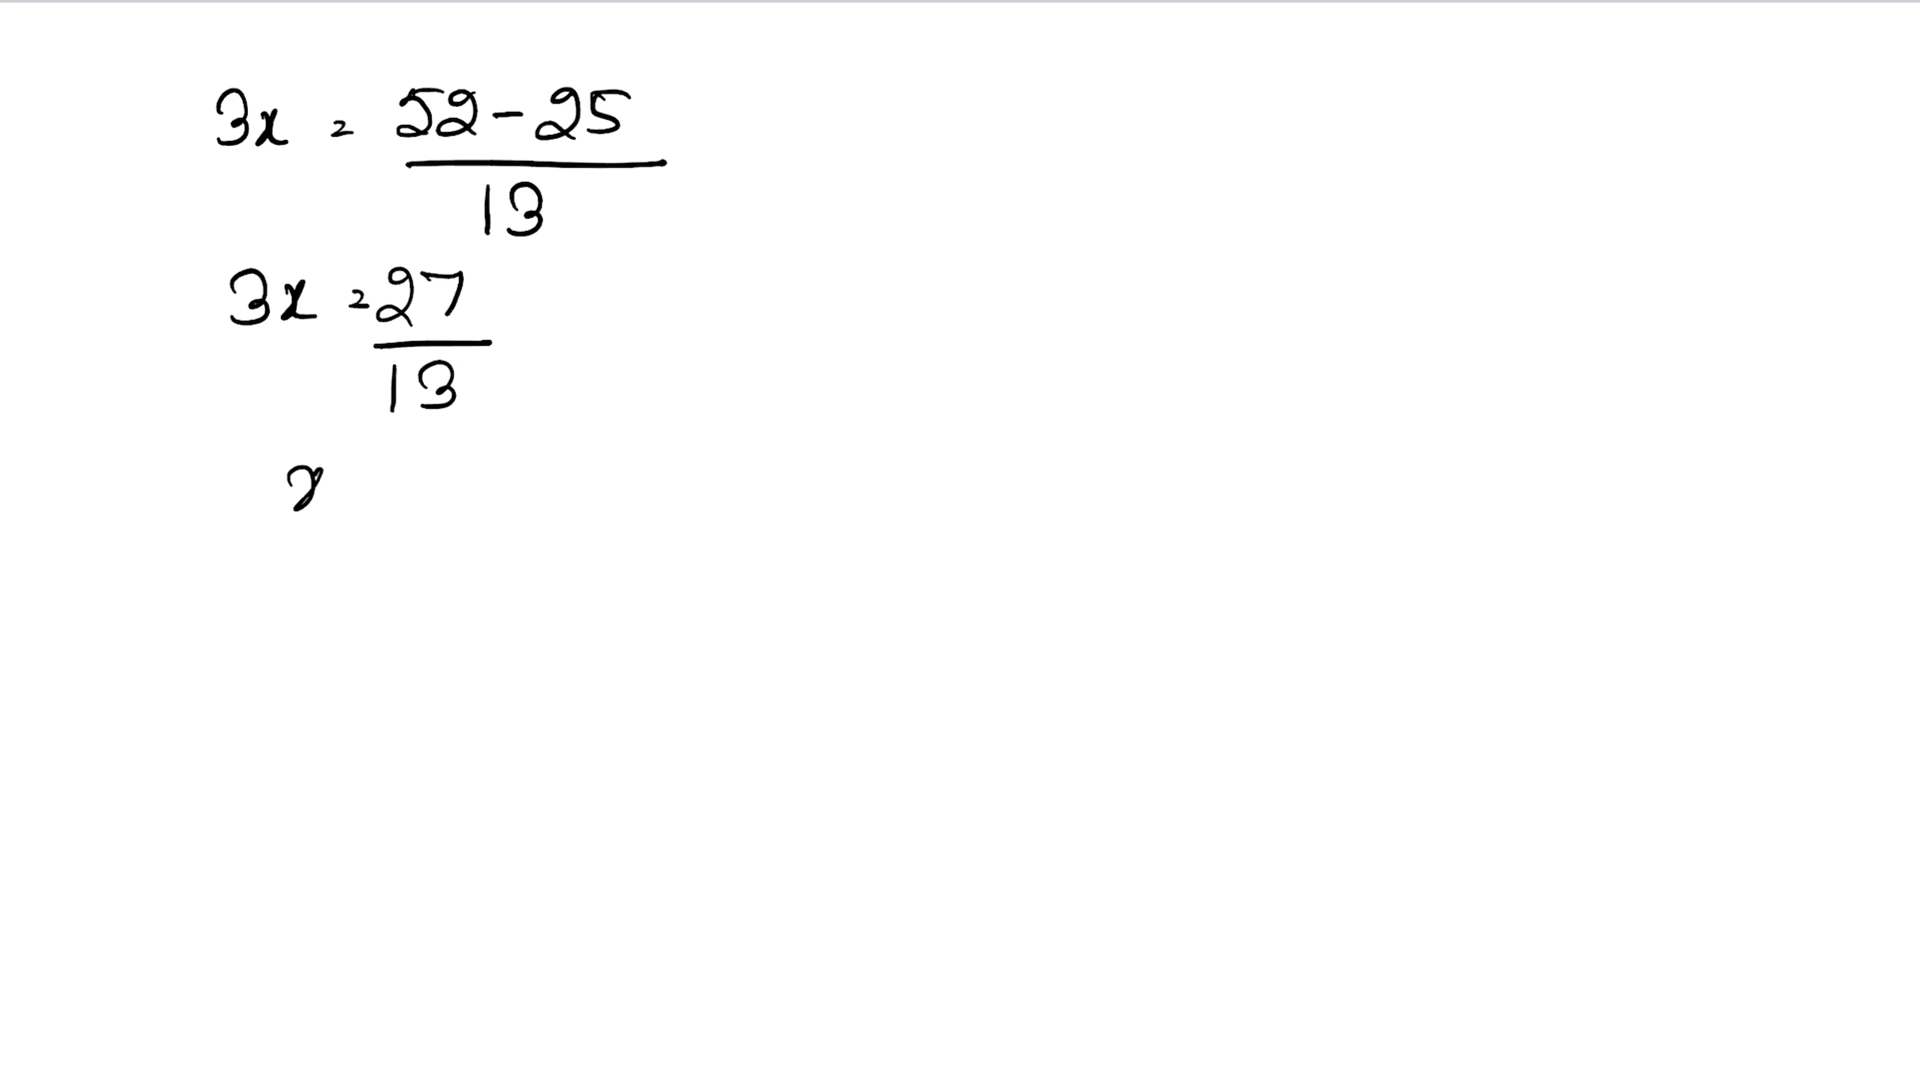 3x = 52-25
13
3x = 27
13
x